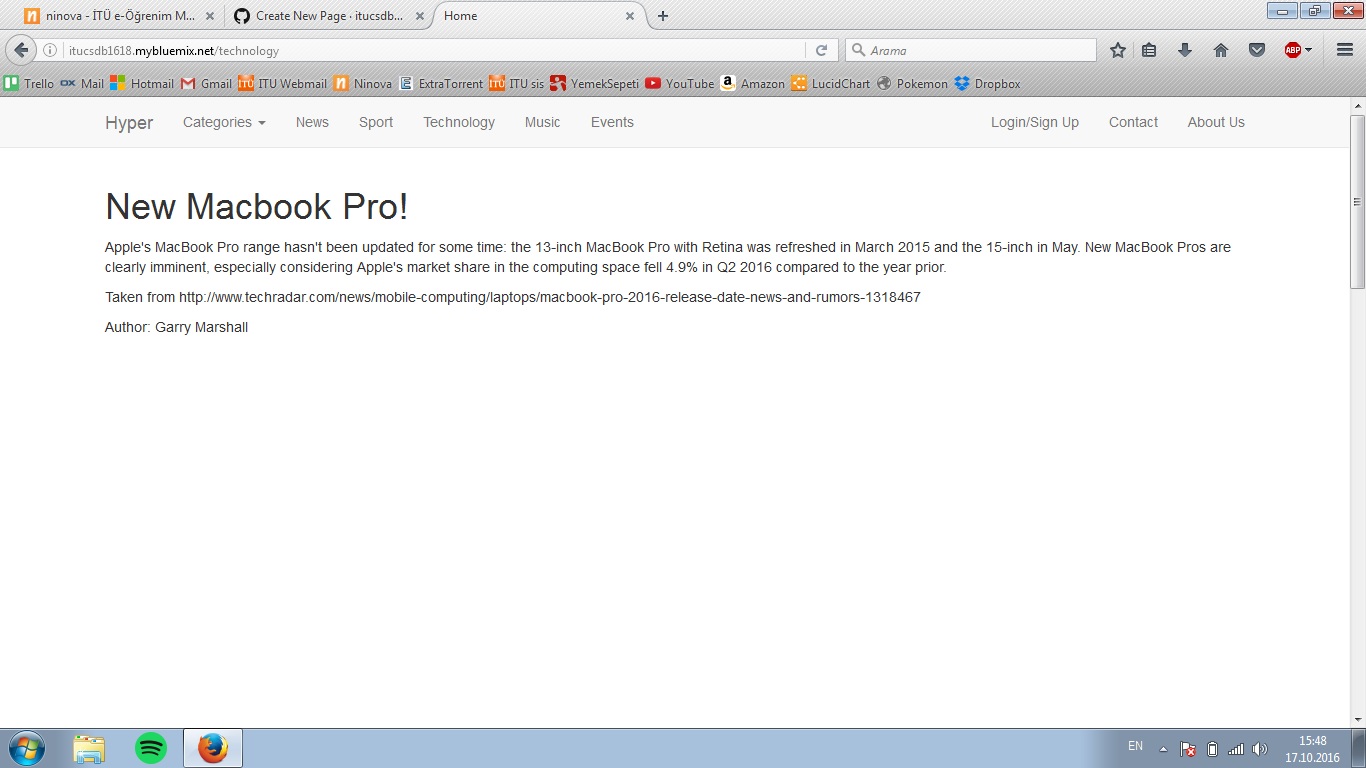 ninova - İTÜ e-Öğrenim M...
Create New Page · itucsdb...
Home
itucsdb1618.mybluemix.net/technology
Arama
ABP
Trello Mail Hotmail Gmail İTÜ Webmail Ninova ExtraTorrent İTU sis YemekSepeti YouTube Amazon LucidChart Pokemon Dropbox
Hyper Categories News Sport Technology Music Events Login/Sign Up Contact About Us
New Macbook Pro!
Apple's MacBook Pro range hasn't been updated for some time: the 13-inch MacBook Pro with Retina was refreshed in March 2015 and the 15-inch in May. New MacBook Pros are
clearly imminent, especially considering Apple's market share in the computing space fell 4.9% in Q2 2016 compared to the year prior.
Taken from http://www.techradar.com/news/mobile-computing/laptops/macbook-pro-2016-release-date-news-and-rumors-1318467
Author: Garry Marshall
EN
15:48
17.10.2016